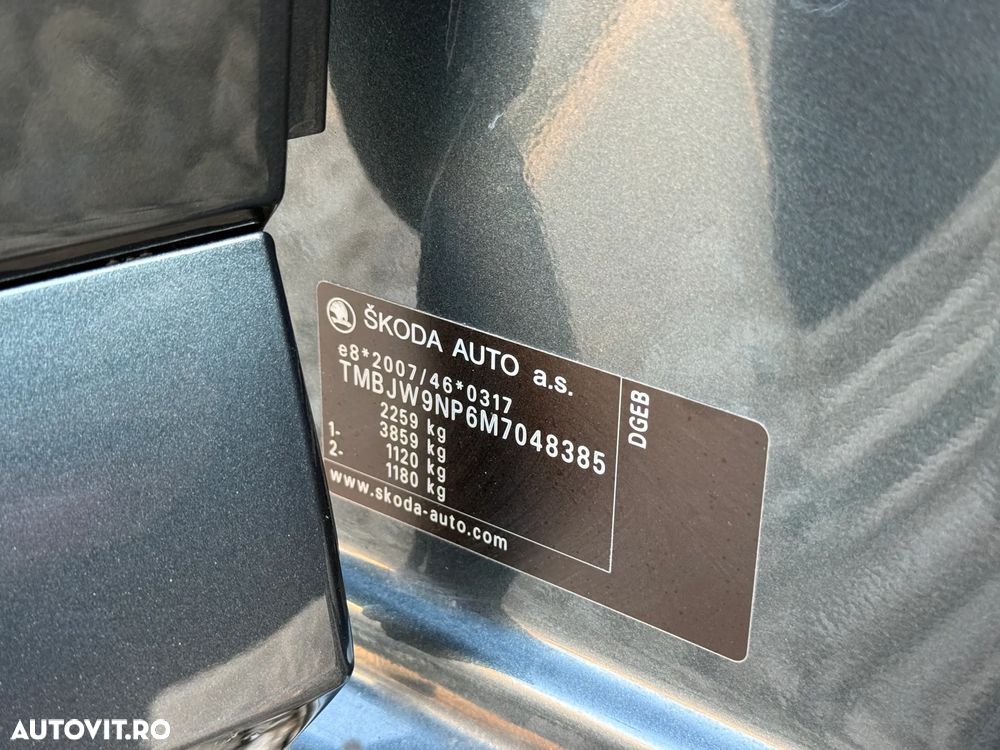 ŠKODA AUTO a.s.
e8*2007/46*0317
TMBJW9NP6M7048385
2259 kg
3859 kg
1- 1120 kg
2- 1180 kg
www.skoda-auto.com
DGEB
AUTOVIT.RO